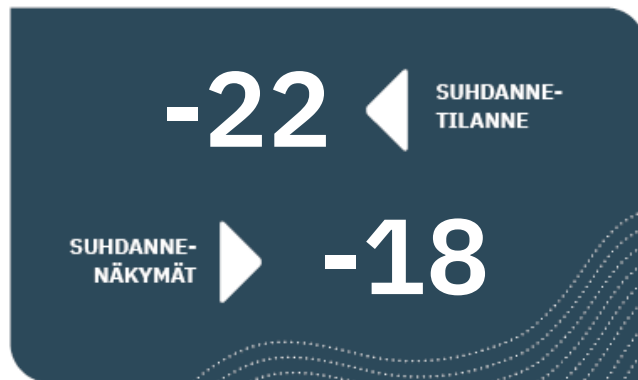 -22
SUHDANNE-
TILANNE
SUHDANNE-
NÄKYMÄT
-18